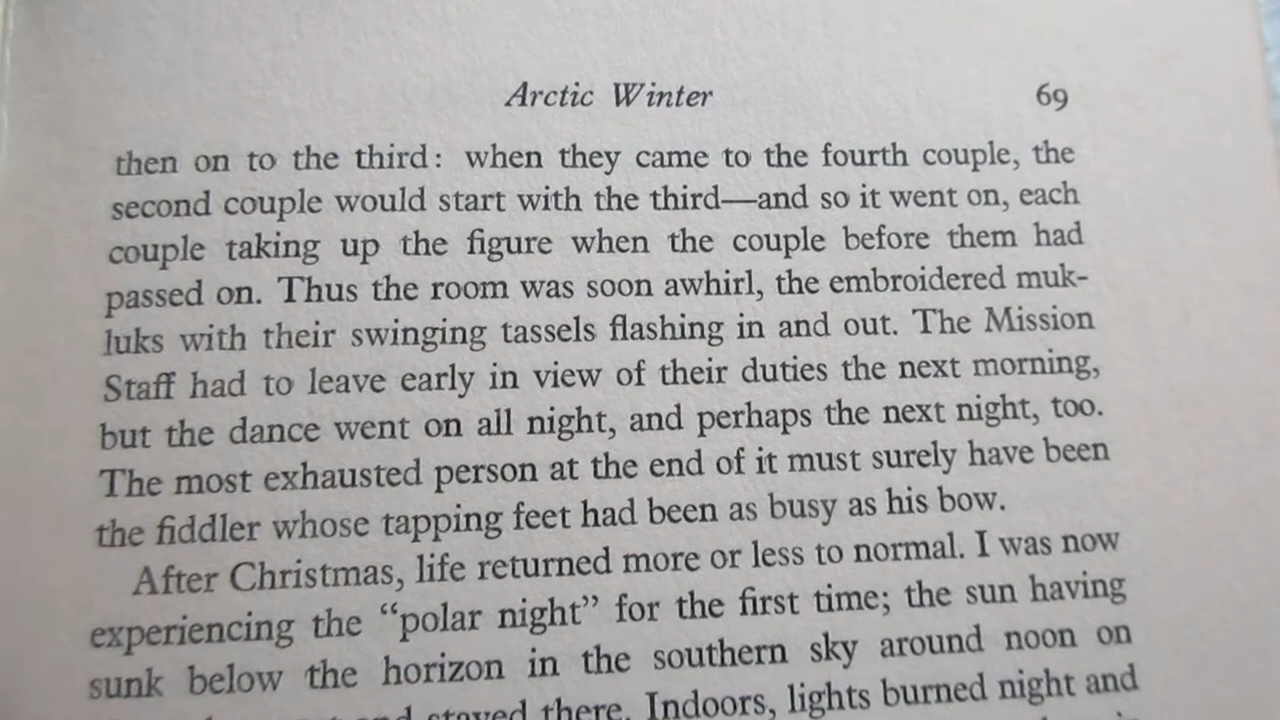 Arctic Winter 69
then on to the third: when they came to the fourth couple, the
second couple would start with the third—and so it went on, each
couple taking up the figure when the couple before them had
passed on. Thus the room was soon awhirl, the embroidered muk-
luks with their swinging tassels flashing in and out. The Mission
Staff had to leave early in view of their duties the next morning,
but the dance went on all night, and perhaps the next night, too.
The most exhausted person at the end of it must surely have been
the fiddler whose tapping feet had been as busy as his bow.
After Christmas, life returned more or less to normal. I was now
experiencing the “polar night” for the first time; the sun having
sunk below the horizon in the southern sky around noon on
and stayed there. Indoors, lights burned night and